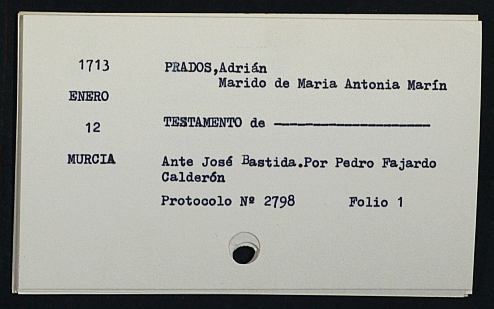 1713 PRADOS,Adrián
Marido de Maria Antonia Marín
ENERO
12 TESTAMENTO de --------------------
MURCIA Ante José Bastida.Por Pedro Fajardo
Calderón
Protocolo Nº 2798 Folio 1